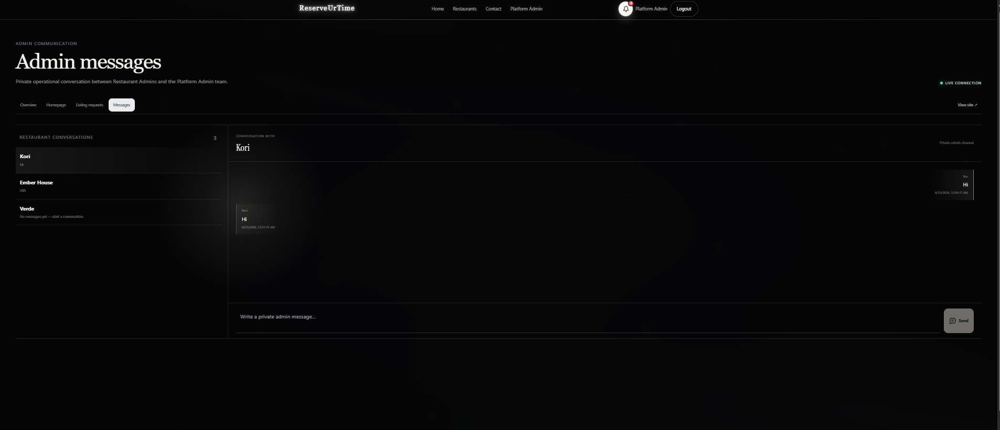 ReserveUrTime
Home Restaurants Contact Platform Admin
2
Platform Admin Logout
ADMIN COMMUNICATION
Admin messages
Private operational conversation between Restaurant Admins and the Platform Admin team.
LIVE CONNECTION
Overview Homepage Listing requests Messages
View site ↗
RESTAURANT CONVERSATIONS 3
Kori
Hi
Ember House
okh
Verde
No messages yet — start a conversation.
CONVERSATION WITH
Kori
Private admin channel
You
Hi
8/25/2026, 12:50:17 AM
Kori
Hi
8/25/2026, 12:51:15 AM
Write a private admin message...
Send